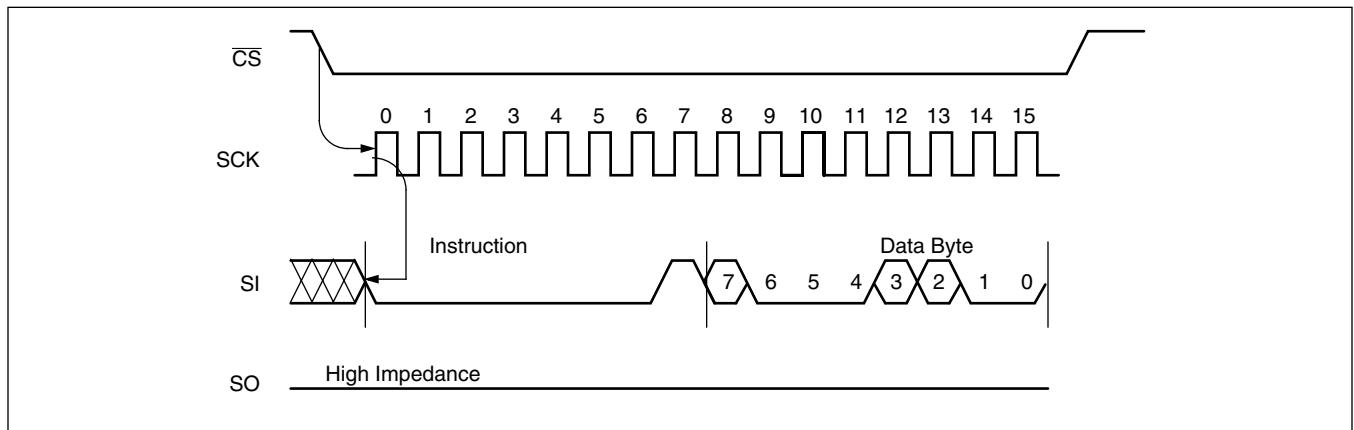 CS
0 1 2 3 4 5 6 7 8 9 10 11 12 13 14 15
SCK
Instruction Data Byte
SI 7 6 5 4 3 2 1 0
High Impedance
SO